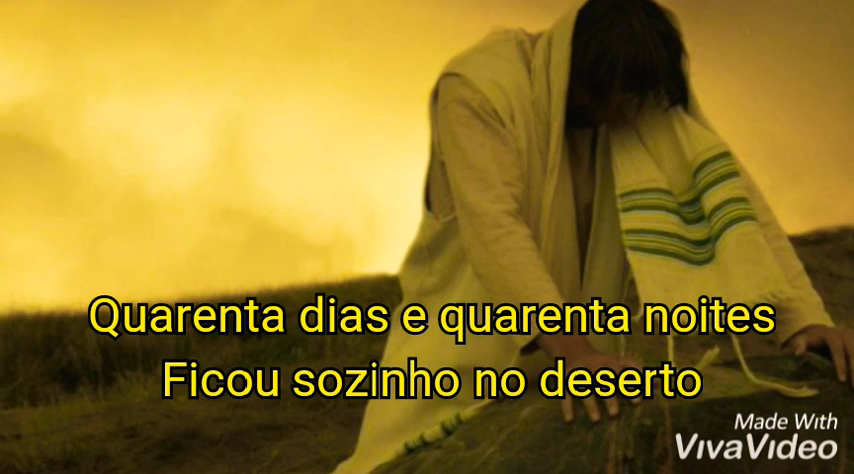 Quarenta dias e quarenta noites
Ficou sozinho no deserto
Made With
VivaVideo